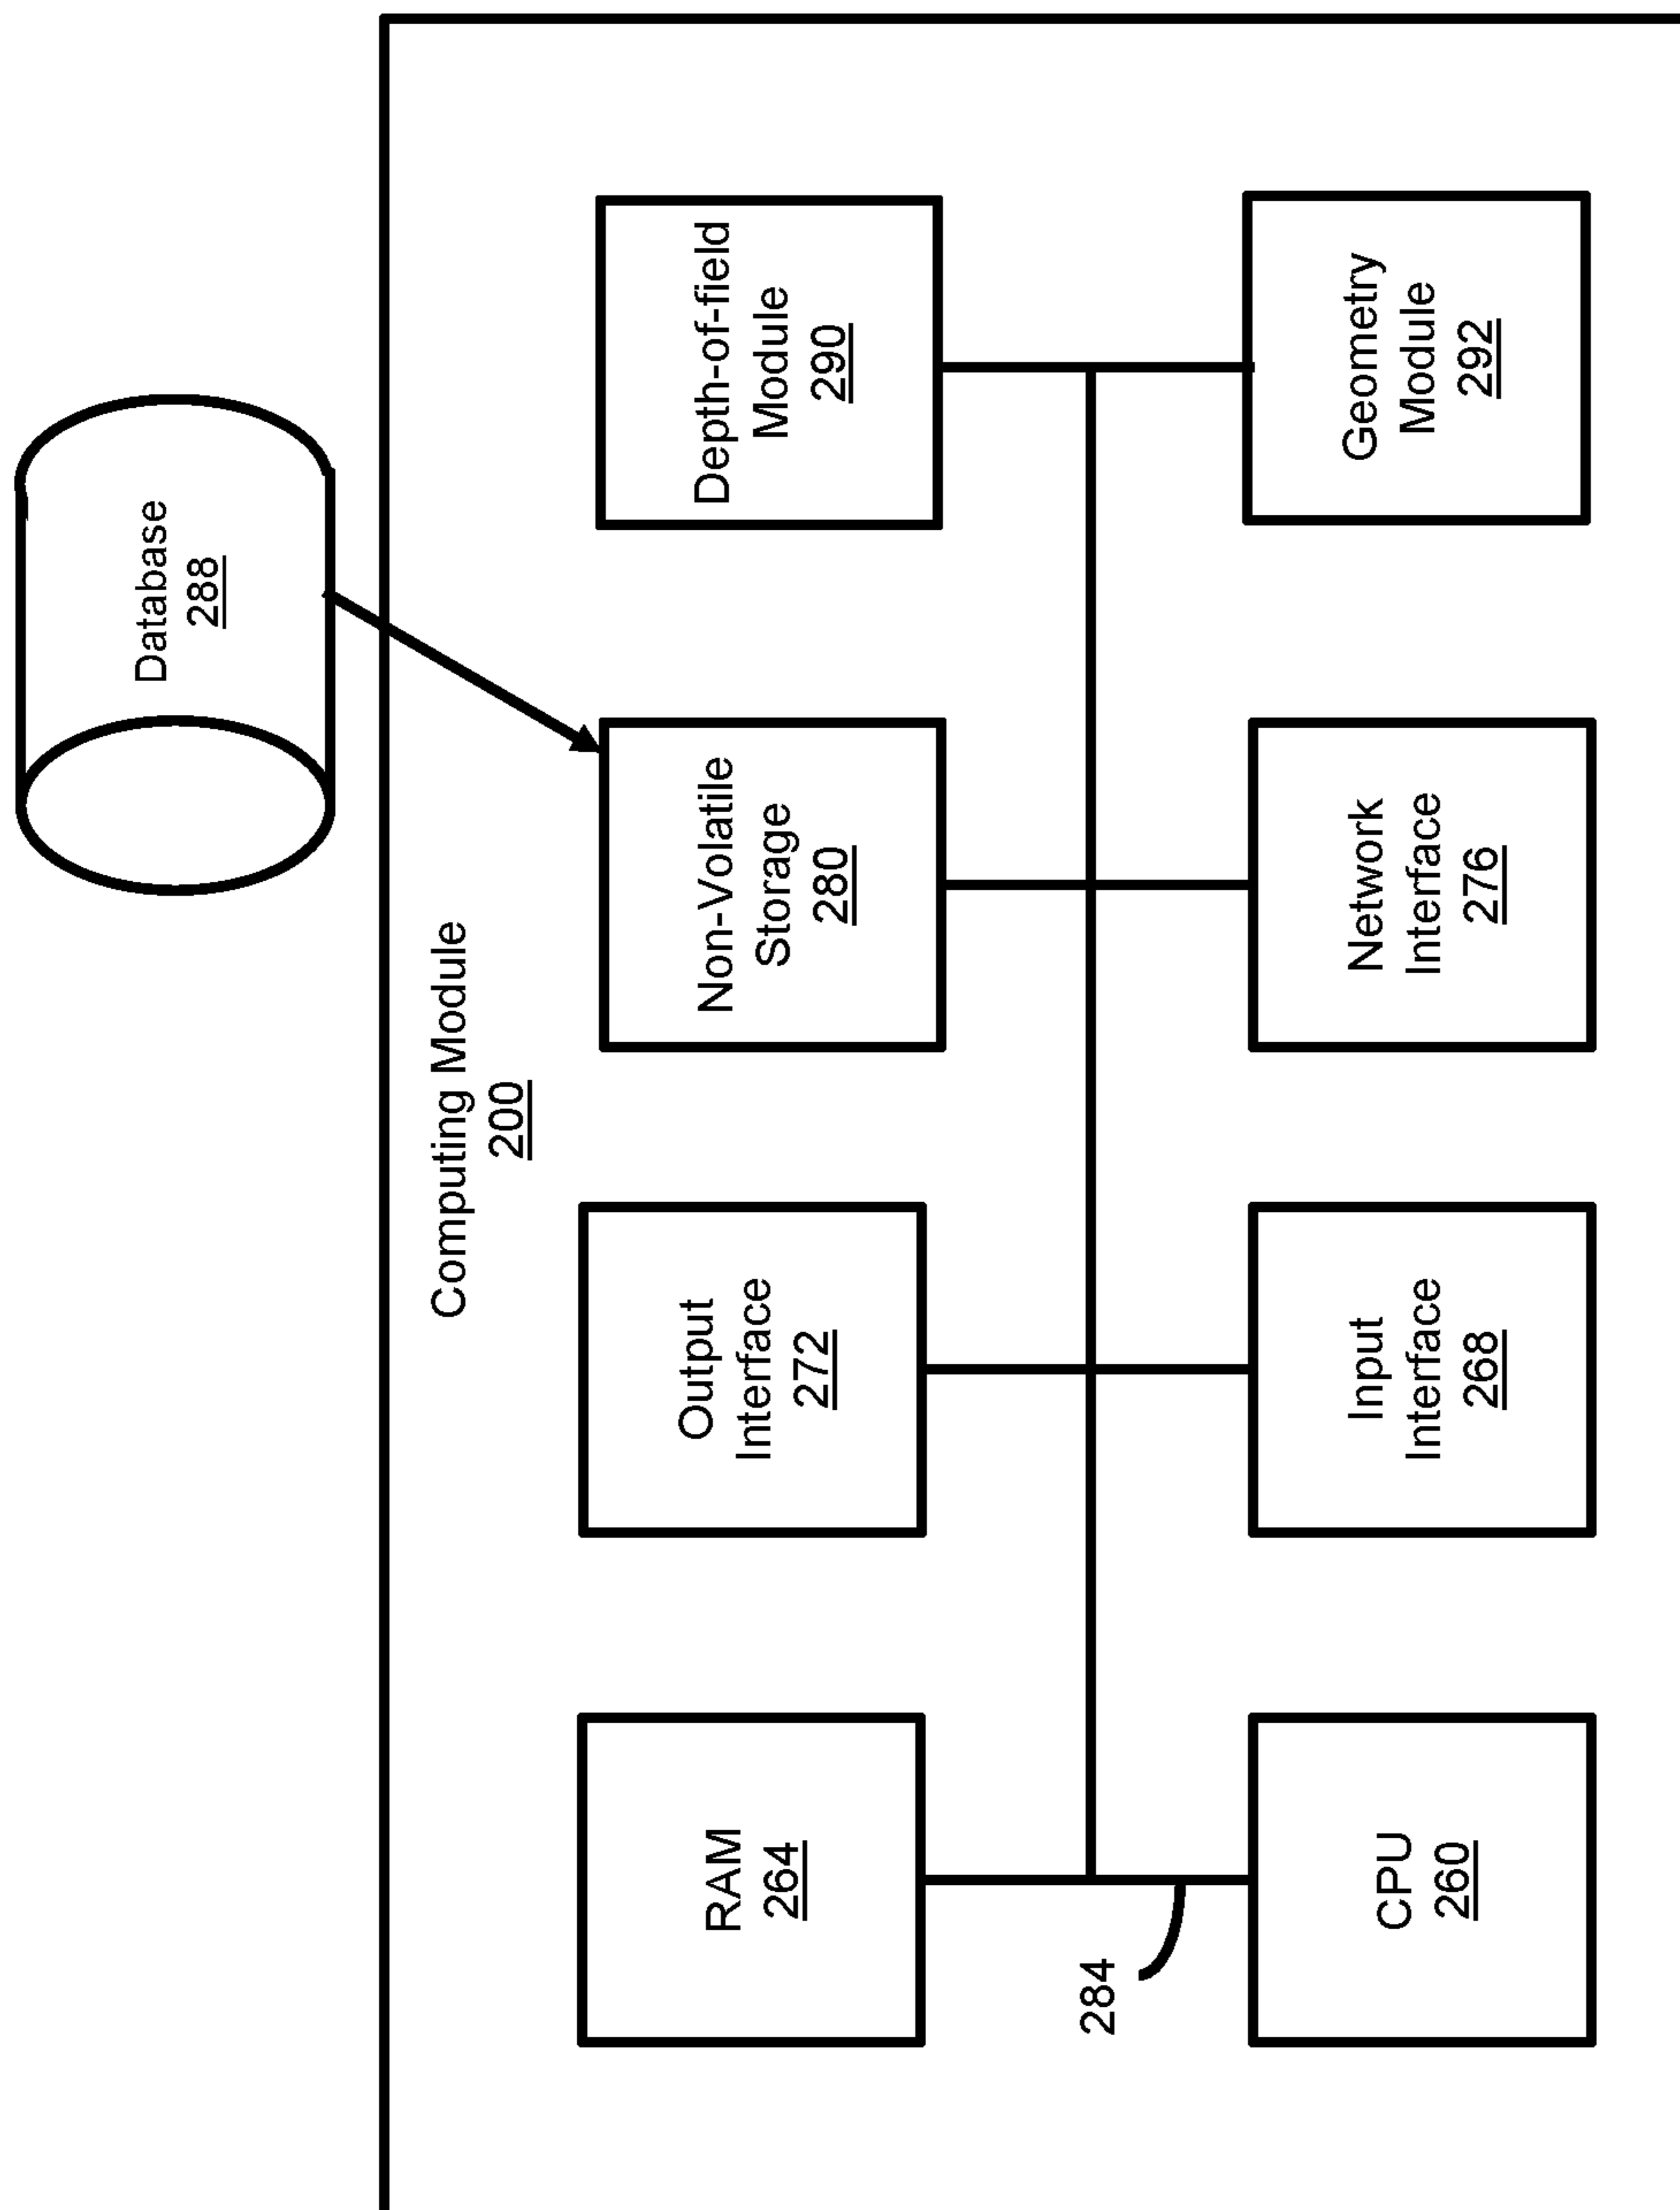 Database
288
Computing Module
200
RAM
264
Output
Interface
272
Non-Volatile
Storage
280
Depth-of-field
Module
290
284
CPU
260
Input
Interface
268
Network
Interface
276
Geometry
Module
292